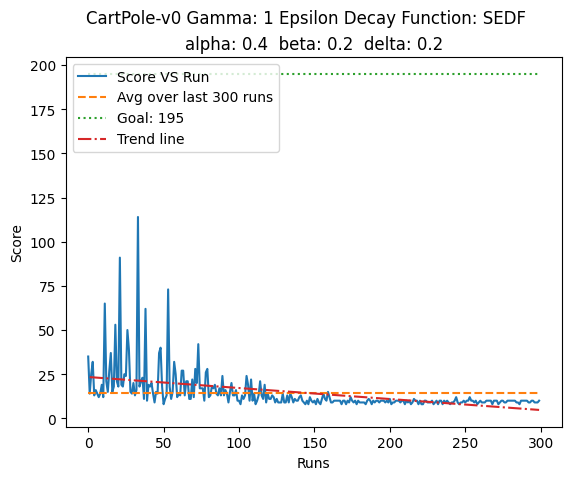 CartPole-v0 Gamma: 1 Epsilon Decay Function: SEDF
alpha: 0.4 beta: 0.2 delta: 0.2
Score VS Run
Avg over last 300 runs
Goal: 195
Trend line
200
175
150
125
100
75
50
25
0
Score
0 50 100 150 200 250 300
Runs